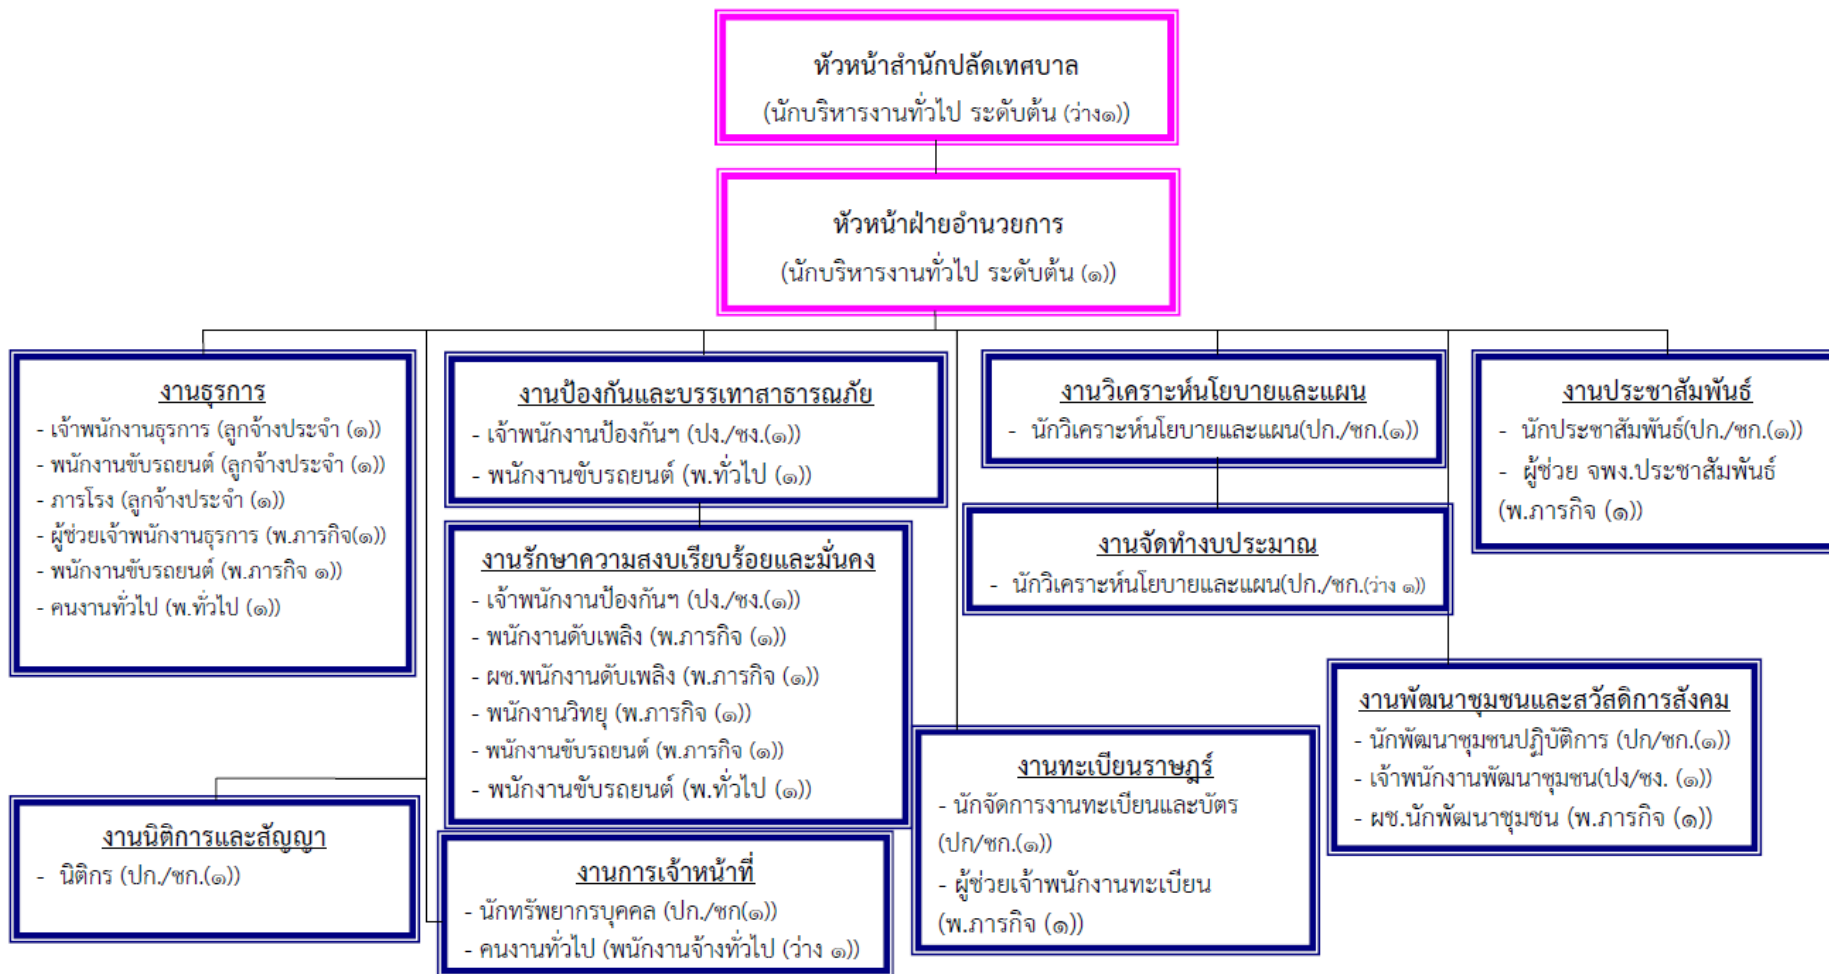 หัวหน้าสำนักปลัดเทศบาล
(นักบริหารงานทั่วไป ระดับต้น (ว่าง๑))
หัวหน้าฝ่ายอำนวยการ
(นักบริหารงานทั่วไป ระดับต้น (๑))
งานธุรการ
- เจ้าพนักงานธุรการ (ลูกจ้างประจำ (๑))
- พนักงานขับรถยนต์ (ลูกจ้างประจำ (๑))
- ภารโรง (ลูกจ้างประจำ (๑))
- ผู้ช่วยเจ้าพนักงานธุรการ (พ.ภารกิจ(๑))
- พนักงานขับรถยนต์ (พ.ภารกิจ ๑))
- คนงานทั่วไป (พ.ทั่วไป (๑))
งานป้องกันและบรรเทาสาธารณภัย
- เจ้าพนักงานป้องกันฯ (ปง./ชง.(๑))
- พนักงานขับรถยนต์ (พ.ทั่วไป (๑))
งานวิเคราะห์นโยบายและแผน
- นักวิเคราะห์นโยบายและแผน(ปก./ชก.(๑))
งานประชาสัมพันธ์
- นักประชาสัมพันธ์(ปก./ชก.(๑))
- ผู้ช่วย จพง.ประชาสัมพันธ์
(พ.ภารกิจ (๑))
งานรักษาความสงบเรียบร้อยและมั่นคง
- เจ้าพนักงานป้องกันฯ (ปง./ชง.(๑))
- พนักงานดับเพลิง (พ.ภารกิจ (๑))
- ผช.พนักงานดับเพลิง (พ.ภารกิจ (๑))
- พนักงานวิทยุ (พ.ภารกิจ (๑))
- พนักงานขับรถยนต์ (พ.ภารกิจ (๑))
- พนักงานขับรถยนต์ (พ.ทั่วไป (๑))
งานจัดทำงบประมาณ
- นักวิเคราะห์นโยบายและแผน(ปก./ชก.(ว่าง ๑))
งานพัฒนาชุมชนและสวัสดิการสังคม
- นักพัฒนาชุมชนปฏิบัติการ (ปก/ชก.(๑))
- เจ้าพนักงานพัฒนาชุมชน(ปง/ชง. (๑))
- ผช.นักพัฒนาชุมชน (พ.ภารกิจ (๑))
งานทะเบียนราษฎร์
- นักจัดการงานทะเบียนและบัตร
(ปก/ชก.(๑))
- ผู้ช่วยเจ้าพนักงานทะเบียน
(พ.ภารกิจ (๑))
งานนิติการและสัญญา
- นิติกร (ปก./ชก.(๑))
งานการเจ้าหน้าที่
- นักทรัพยากรบุคคล (ปก./ชก(๑))
- คนงานทั่วไป (พนักงานจ้างทั่วไป (ว่าง ๑))